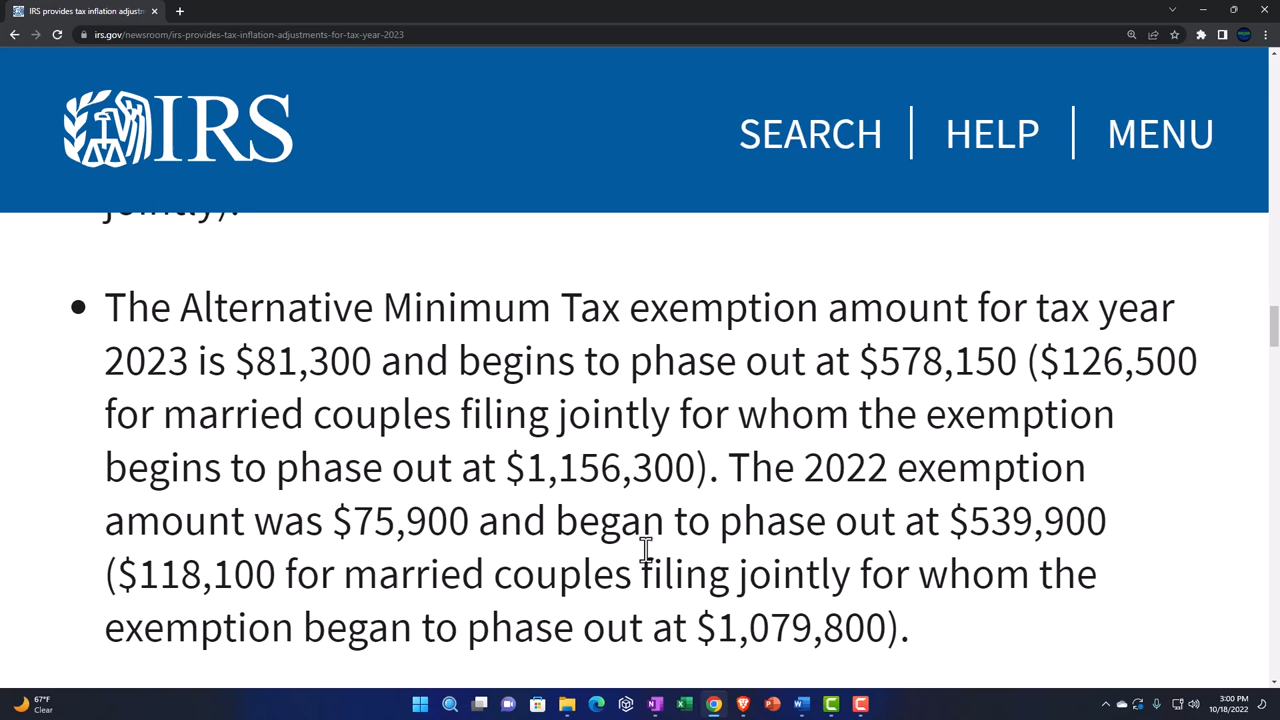 IRS provides tax inflation adjustm
irs.gov/newsroom/irs-provides-tax-inflation-adjustments-for-tax-year-2023
IRS
SEARCH
HELP
MENU
jointly).
The Alternative Minimum Tax exemption amount for tax year
2023 is $81,300 and begins to phase out at $578,150 ($126,500
for married couples filing jointly for whom the exemption
begins to phase out at $1,156,300). The 2022 exemption
amount was $75,900 and began to phase out at $539,900
($118,100 for married couples filing jointly for whom the
exemption began to phase out at $1,079,800).
67°F
Clear
3:00 PM
10/18/2022